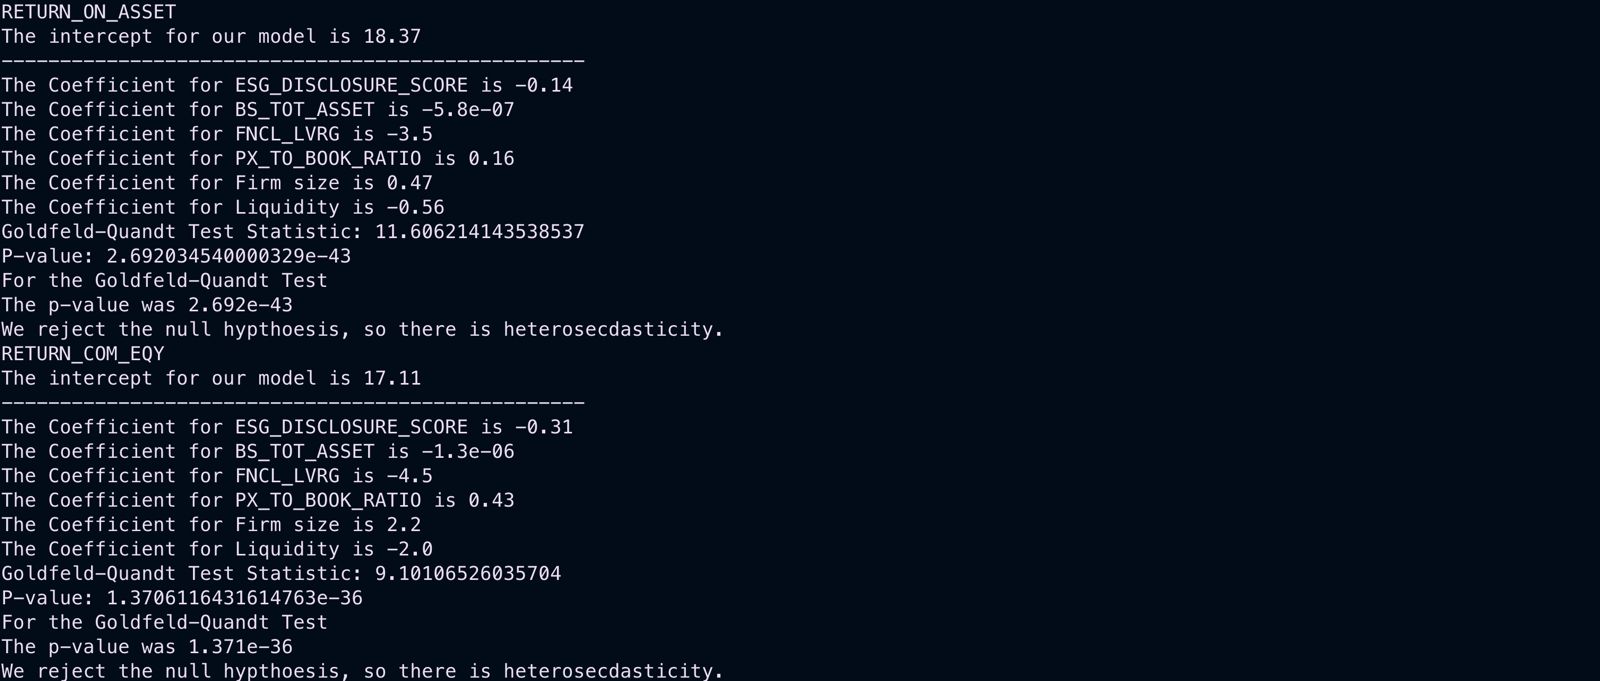 RETURN_ON_ASSET
The intercept for our model is 18.37
--------------------------------------------------
The Coefficient for ESG_DISCLOSURE_SCORE is -0.14
The Coefficient for BS_TOT_ASSET is -5.8e-07
The Coefficient for FNCL_LVRG is -3.5
The Coefficient for PX_TO_BOOK_RATIO is 0.16
The Coefficient for Firm size is 0.47
The Coefficient for Liquidity is -0.56
Goldfeld-Quandt Test Statistic: 11.606214143538537
P-value: 2.692034540000329e-43
For the Goldfeld-Quandt Test
The p-value was 2.692e-43
We reject the null hypthoesis, so there is heterosecdasticity.
RETURN_COM_EQY
The intercept for our model is 17.11
--------------------------------------------------
The Coefficient for ESG_DISCLOSURE_SCORE is -0.31
The Coefficient for BS_TOT_ASSET is -1.3e-06
The Coefficient for FNCL_LVRG is -4.5
The Coefficient for PX_TO_BOOK_RATIO is 0.43
The Coefficient for Firm size is 2.2
The Coefficient for Liquidity is -2.0
Goldfeld-Quandt Test Statistic: 9.10106526035704
P-value: 1.3706116431614763e-36
For the Goldfeld-Quandt Test
The p-value was 1.371e-36
We reject the null hypthoesis, so there is heterosecdasticity.